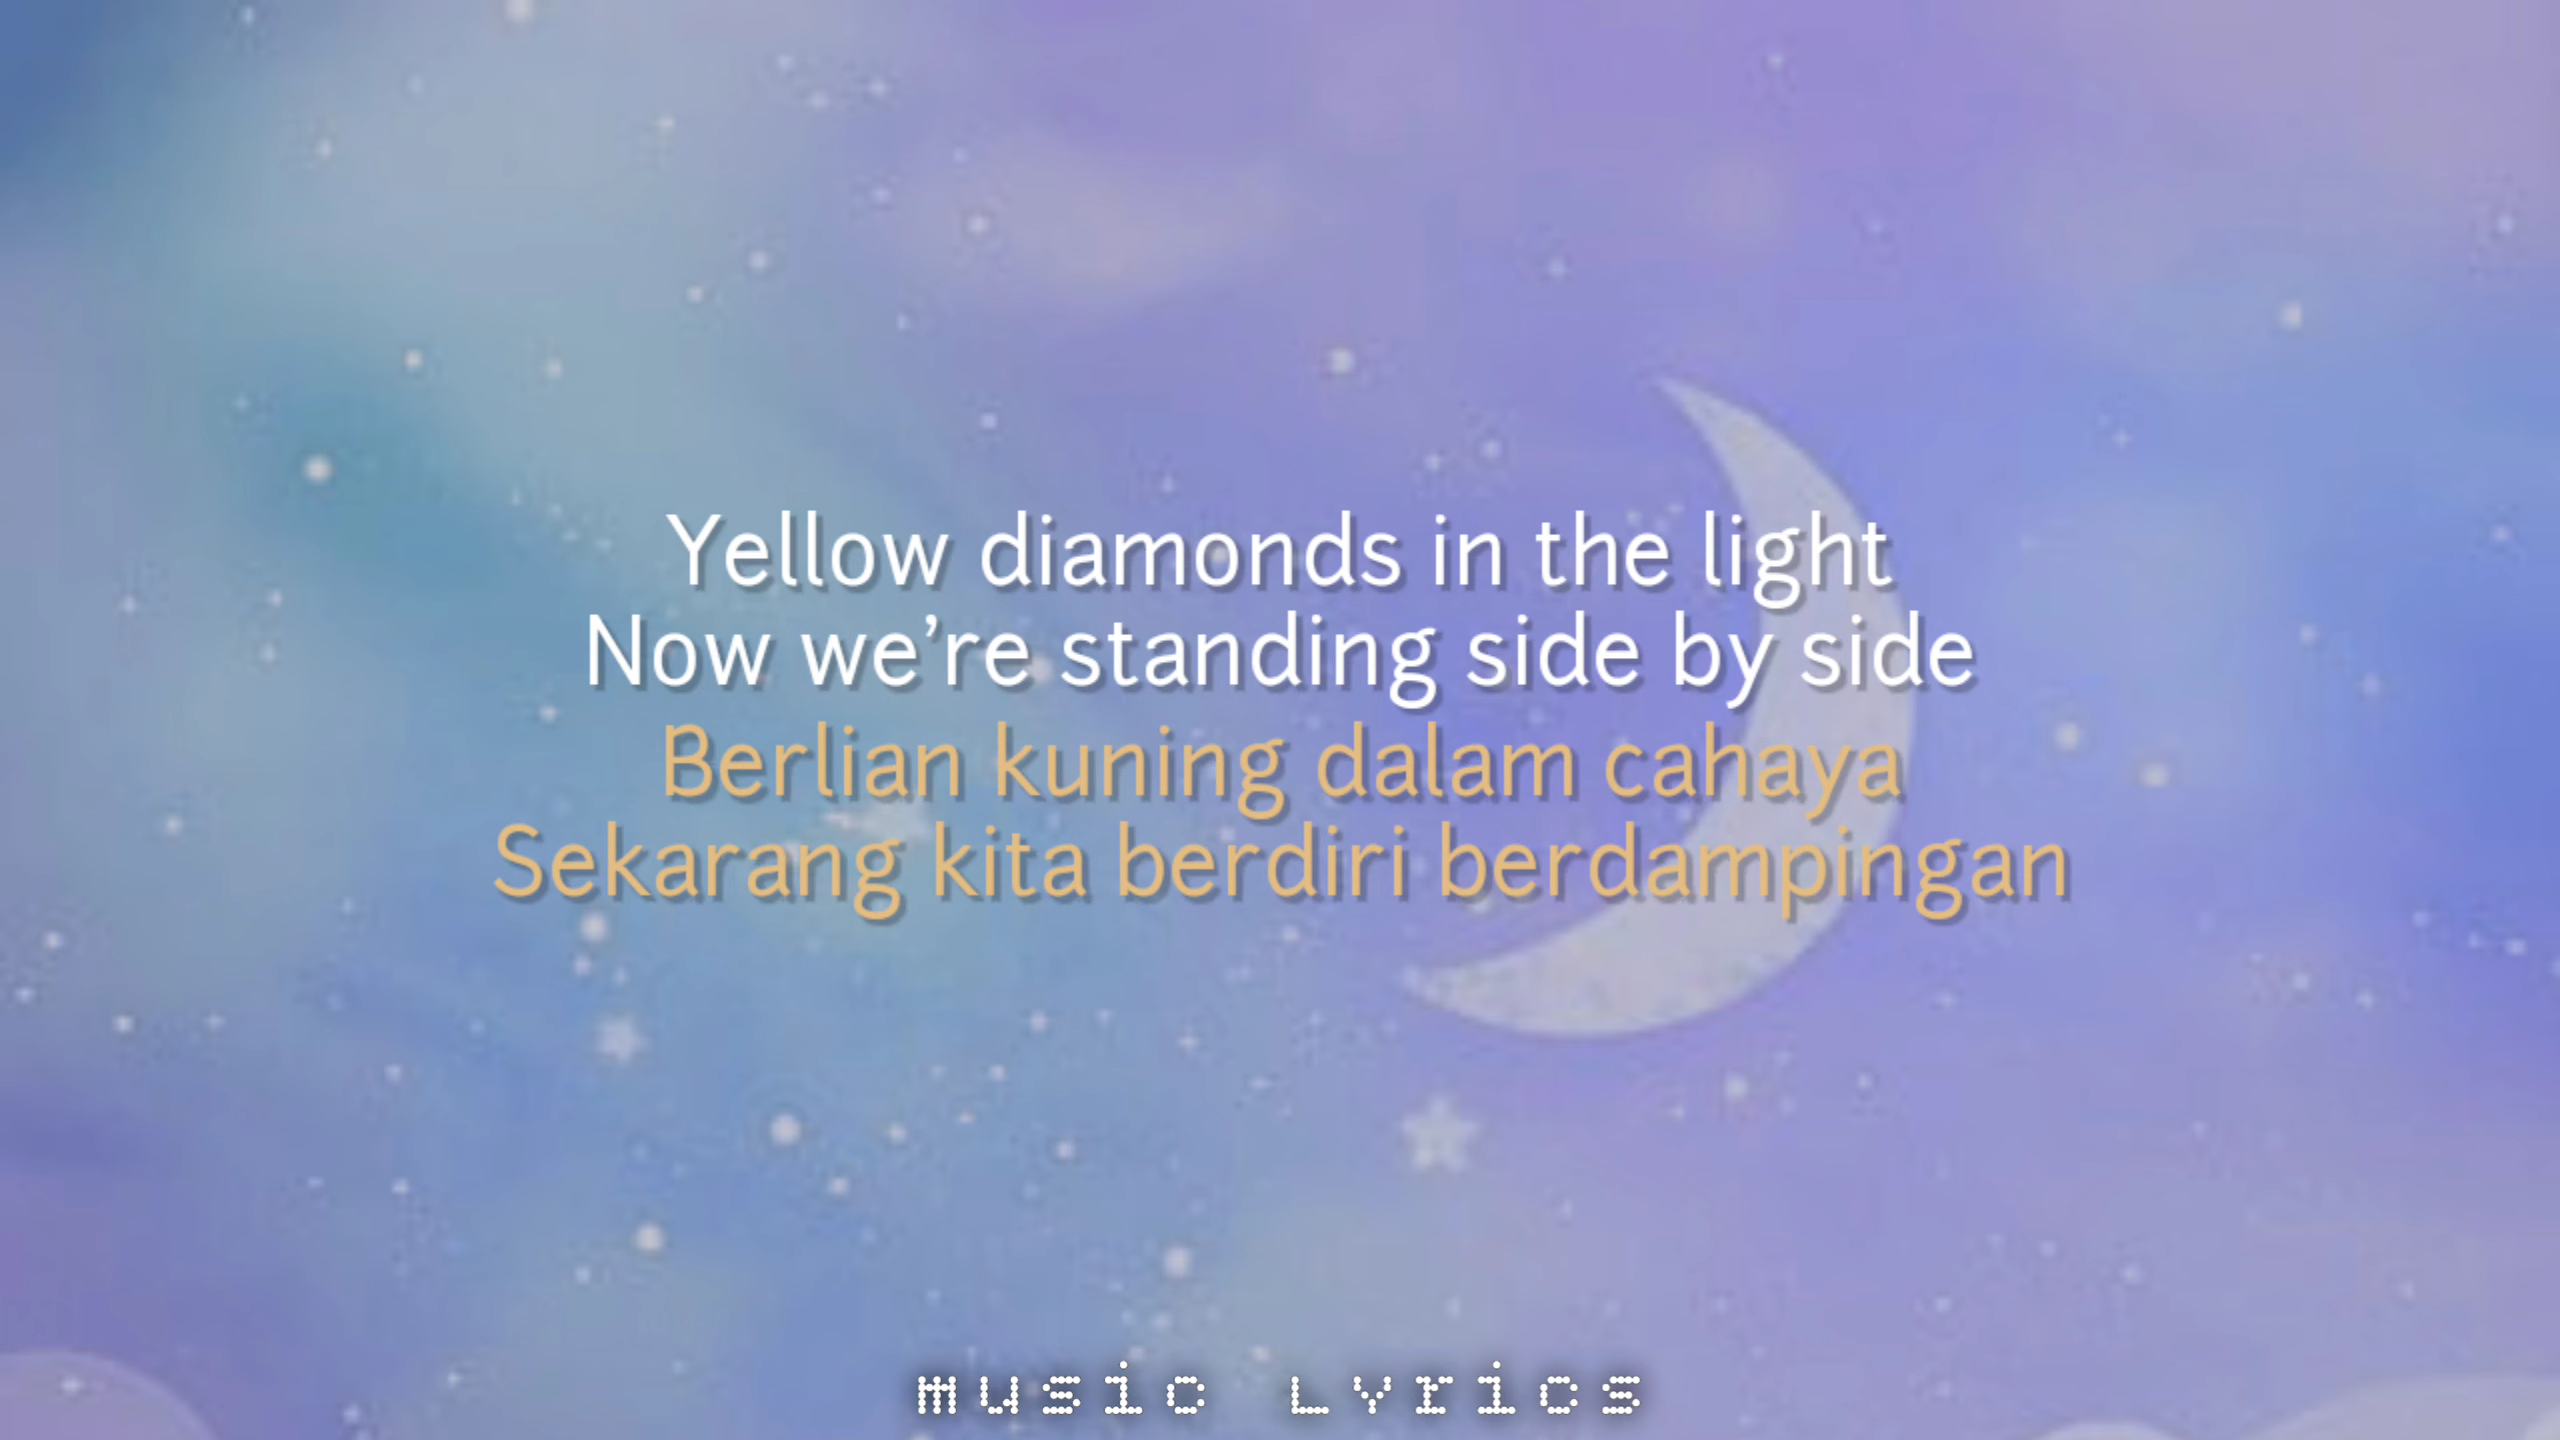 Yellow diamonds in the light
Now we’re standing side by side
Berlian kuning dalam cahaya
Sekarang kita berdiri berdampingan
music Lyrics